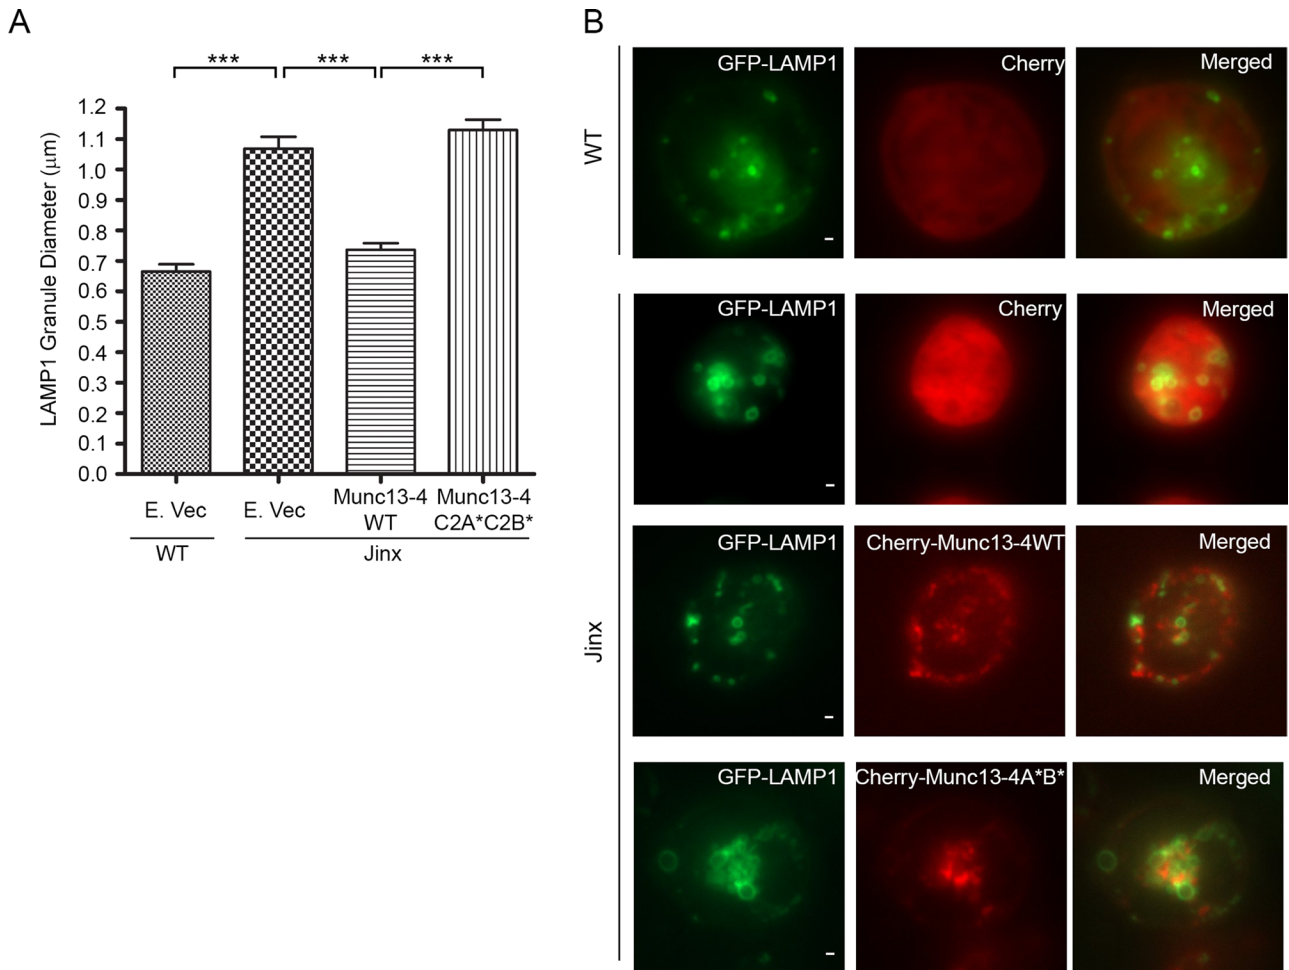 A
***
***
***
LAMP1 Granule Diameter (µm)
1.2
1.1
1.0
0.9
0.8
0.7
0.6
0.5
0.4
0.3
0.2
0.1
0.0
E. Vec
E. Vec
Munc13-4
WT
Munc13-4
C2A*C2B*
WT
Jinx
B
WT
GFP-LAMP1
Cherry
Merged
Jinx
GFP-LAMP1
Cherry
Merged
GFP-LAMP1
Cherry-Munc13-4WT
Merged
GFP-LAMP1
Cherry-Munc13-4A*B*
Merged